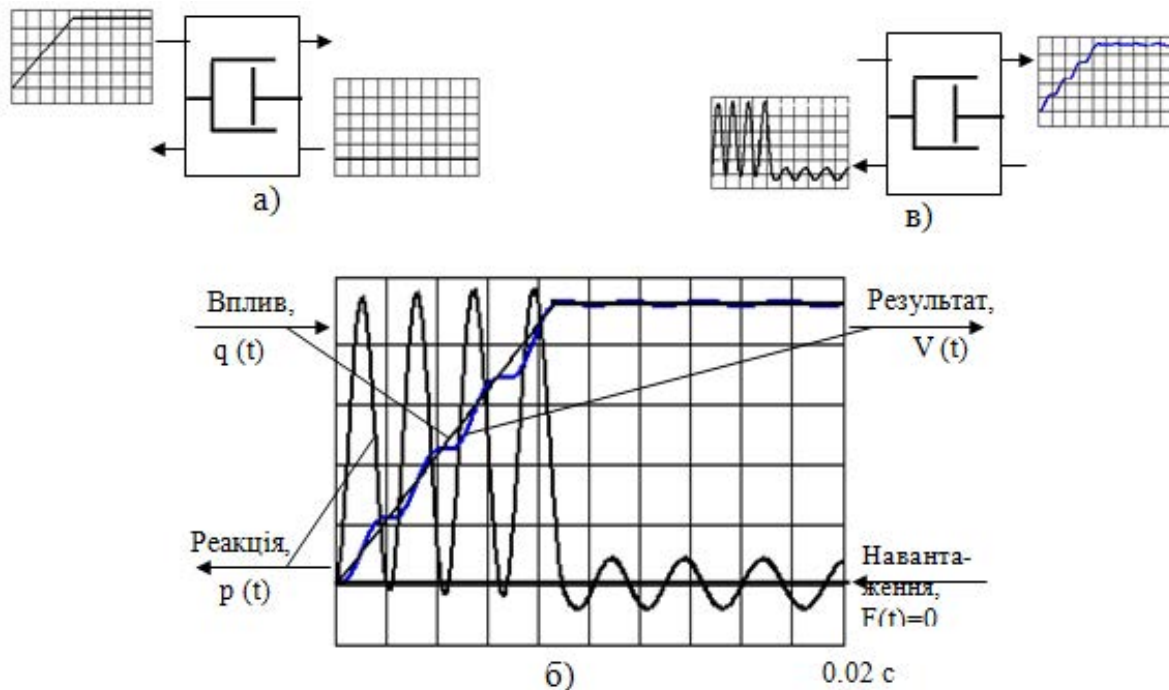 а)
в)
Вплив,
q (t)
Результат,
V (t)
Реакція,
p (t)
Наванта-
ження,
F(t)=0
б)
0.02 с